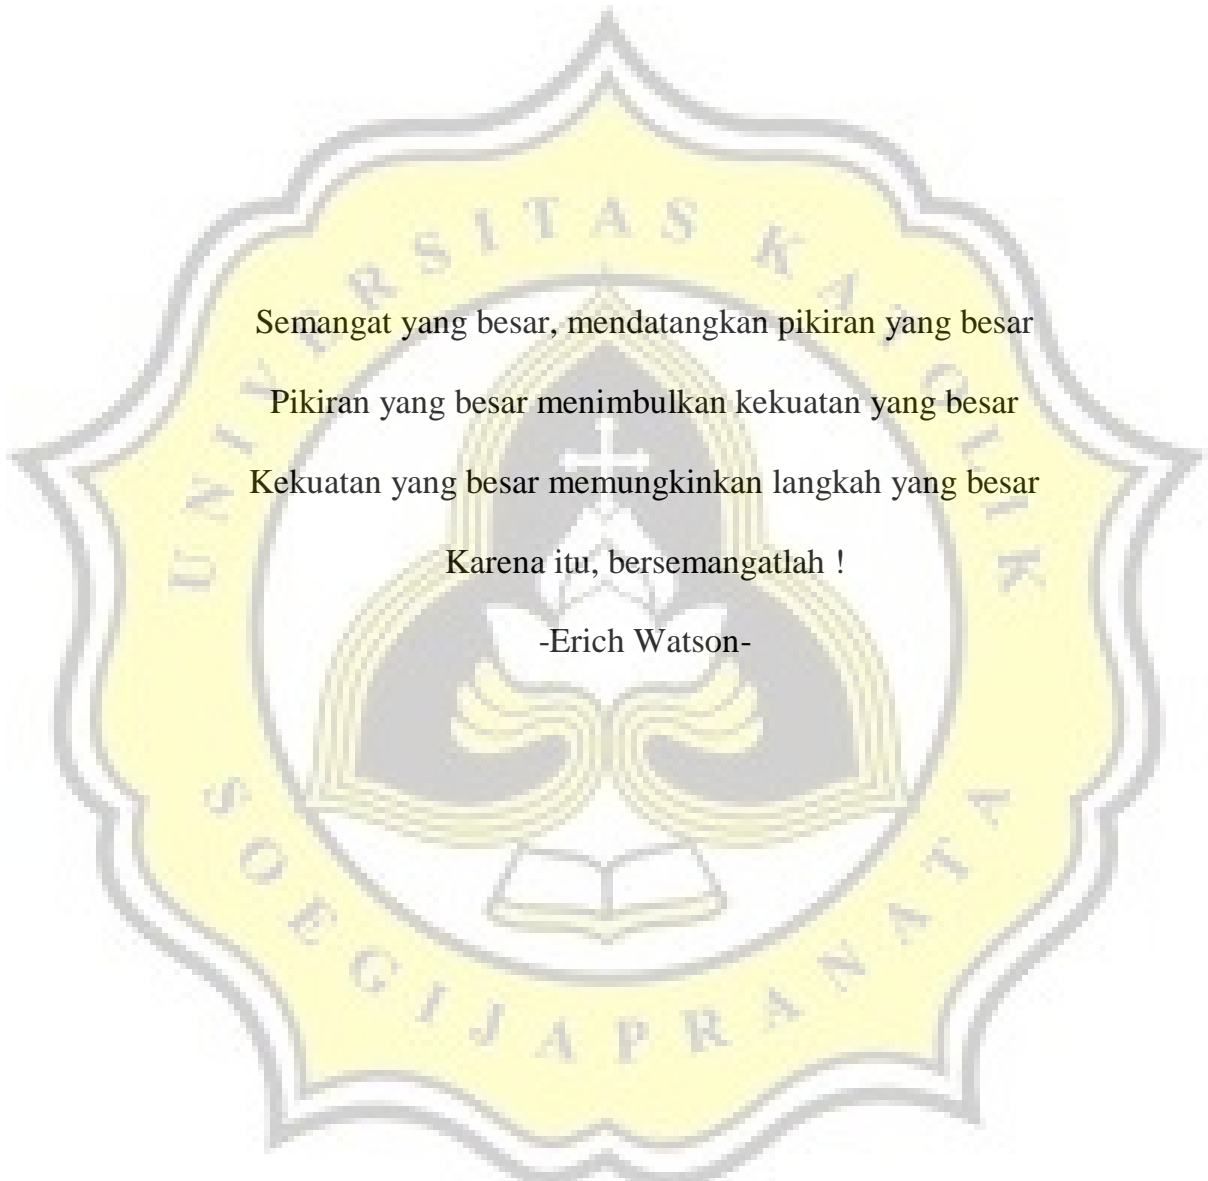 UNIVERSITAS KATOLIK
Semangat yang besar, mendatangkan pikiran yang besar
Pikiran yang besar menimbulkan kekuatan yang besar
Kekuatan yang besar memungkinkan langkah yang besar
Karena itu, bersemangatlah !
-Erich Watson-
SOEGIJAPRANATA